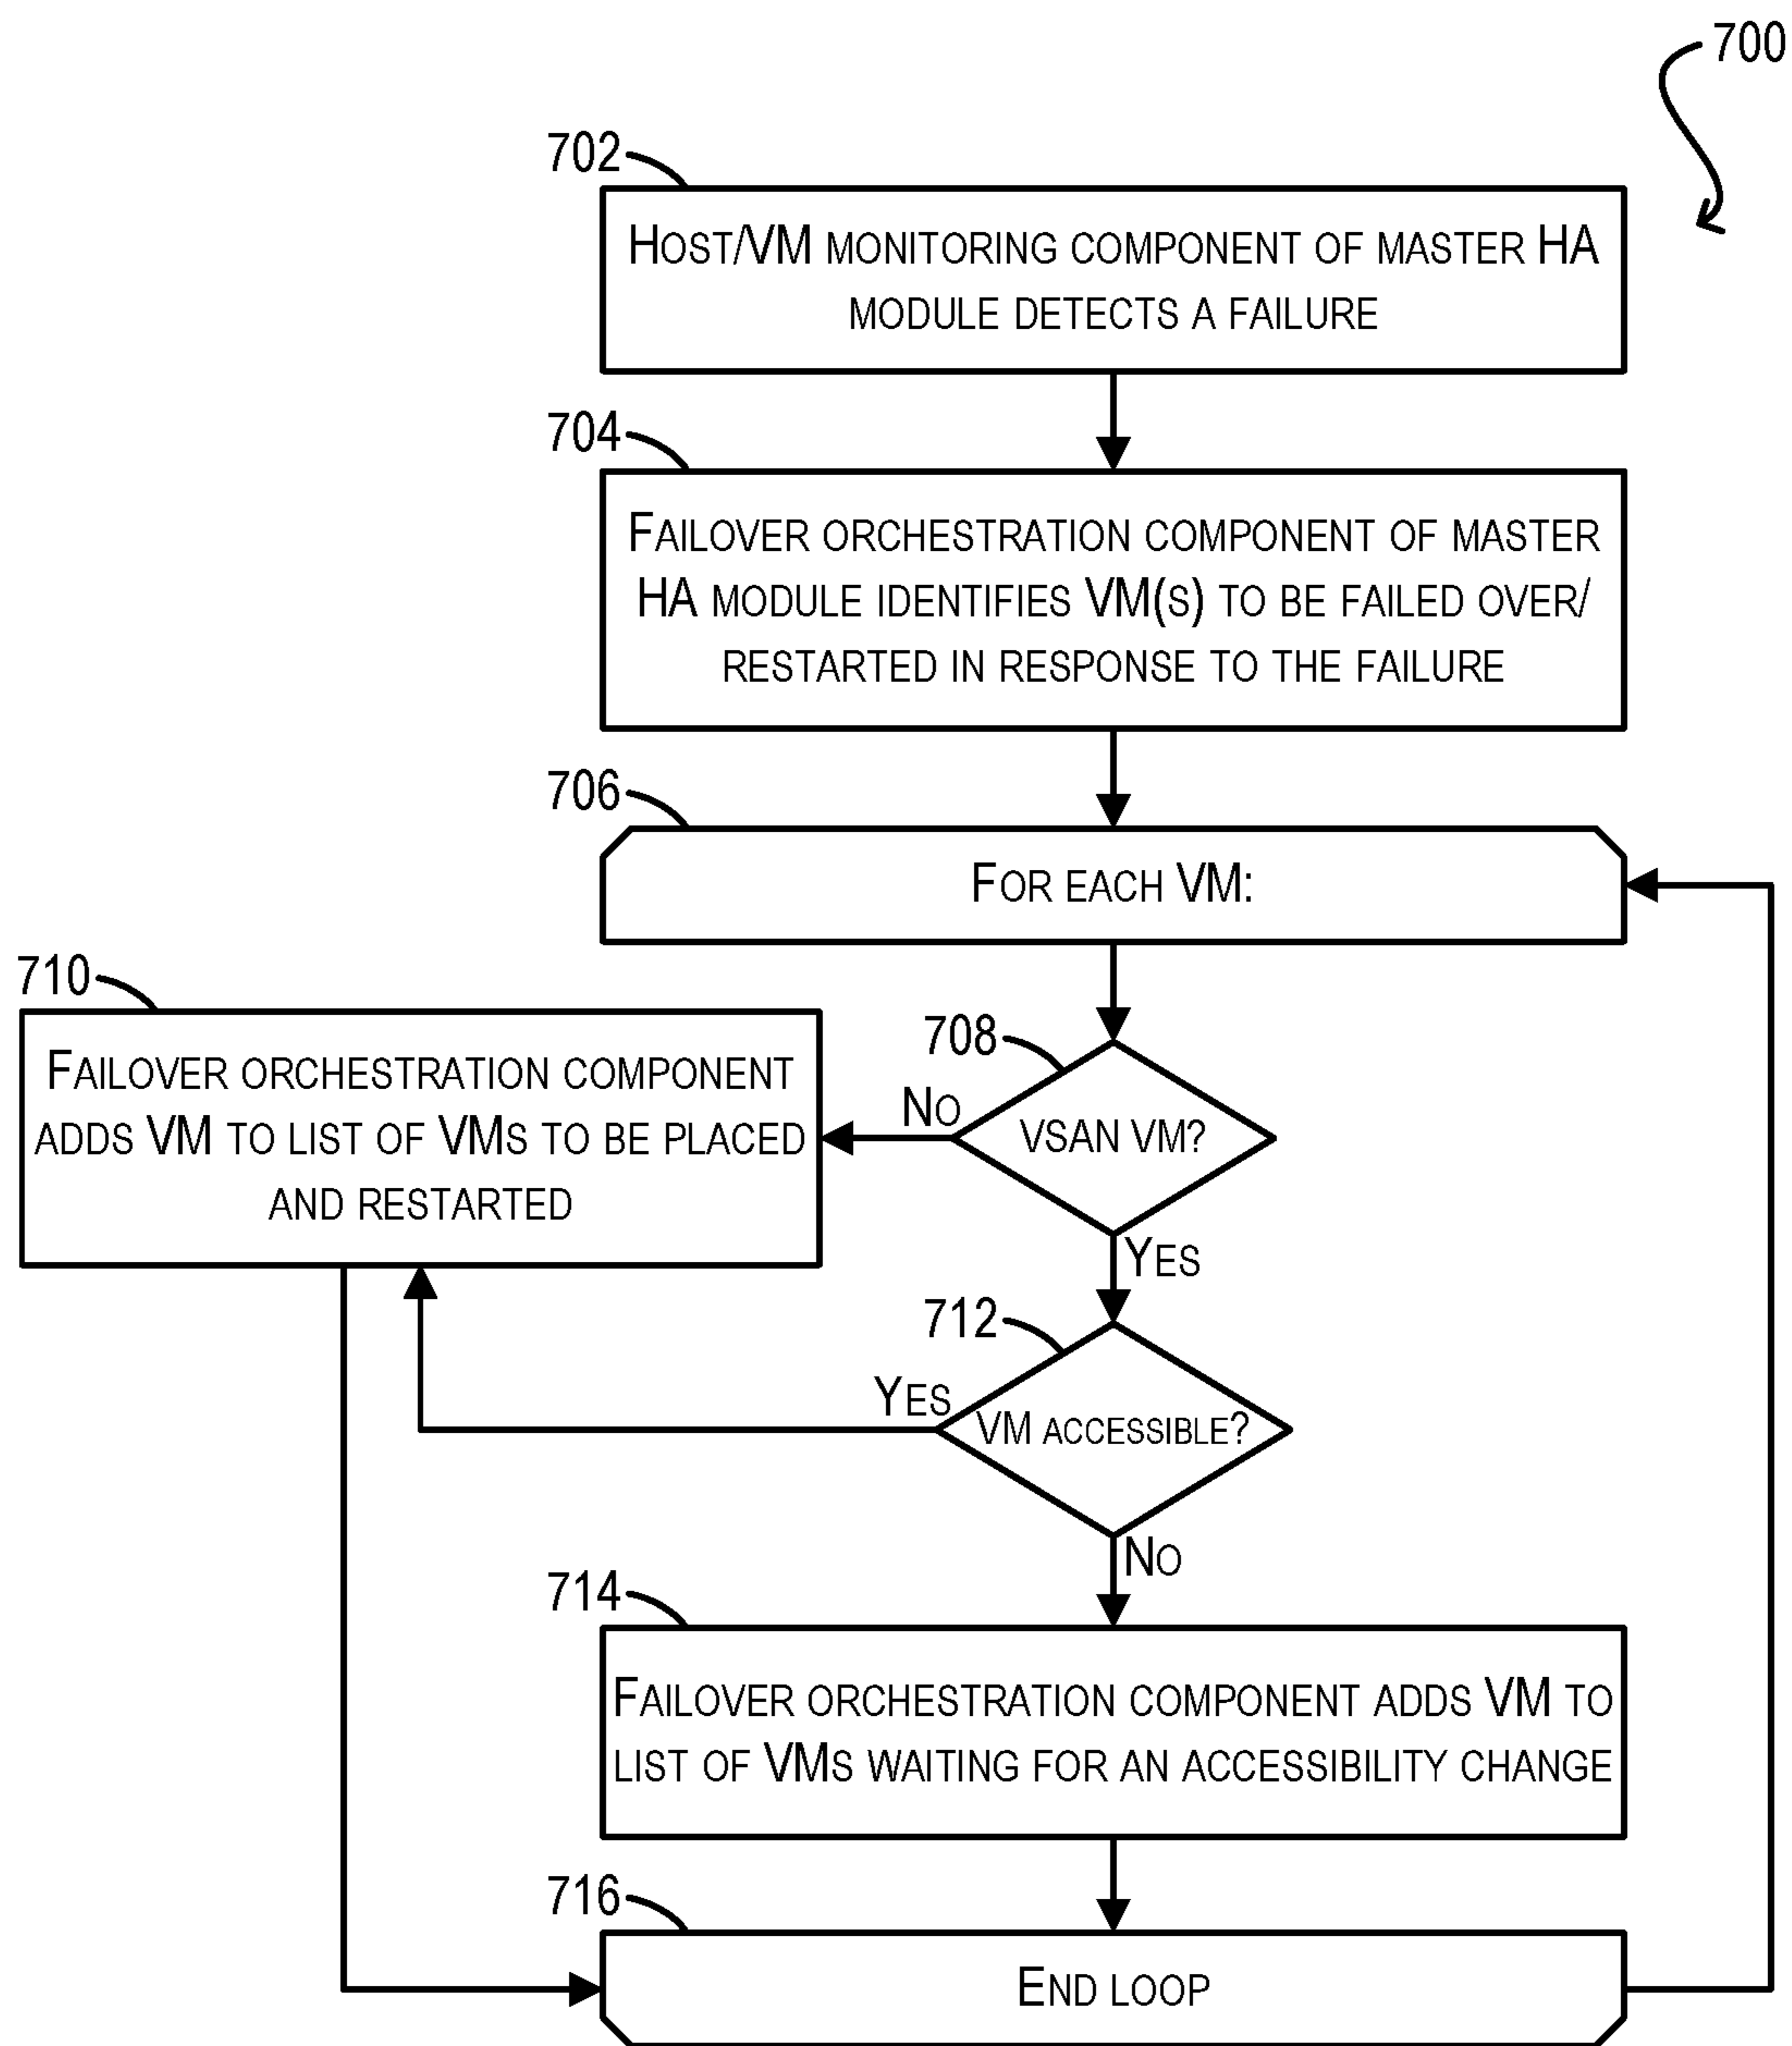 700
702
Host/VM monitoring component of master HA
module detects a failure
704
Failover orchestration component of master
HA module identifies VM(s) to be failed over/
restarted in response to the failure
706
For each VM:
710
Failover orchestration component
adds VM to list of VMs to be placed
and restarted
708
No
VSAN VM?
Yes
712
Yes
VM accessible?
No
714
Failover orchestration component adds VM to
list of VMs waiting for an accessibility change
716
End loop